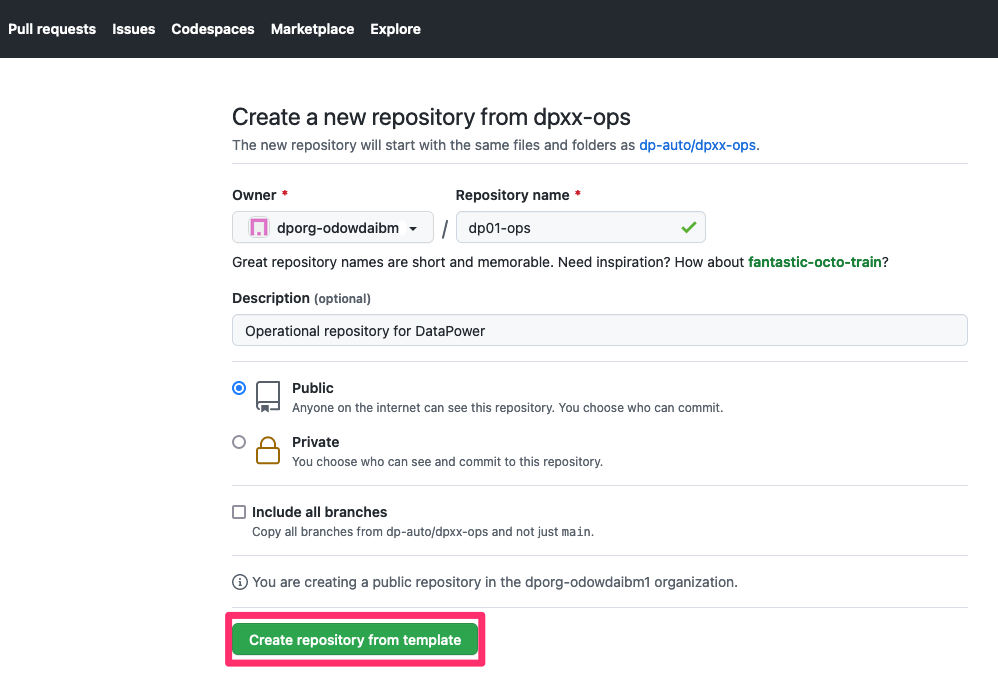 Pull requests Issues Codespaces Marketplace Explore
Create a new repository from dpxx-ops
The new repository will start with the same files and folders as dp-auto/dpxx-ops.
Owner * Repository name *
dporg-odowdaibm / dp01-ops
Great repository names are short and memorable. Need inspiration? How about fantastic-octo-train?
Description (optional)
Operational repository for DataPower
Public
Anyone on the internet can see this repository. You choose who can commit.
Private
You choose who can see and commit to this repository.
Include all branches
Copy all branches from dp-auto/dpxx-ops and not just main.
You are creating a public repository in the dporg-odowdaibm1 organization.
Create repository from template